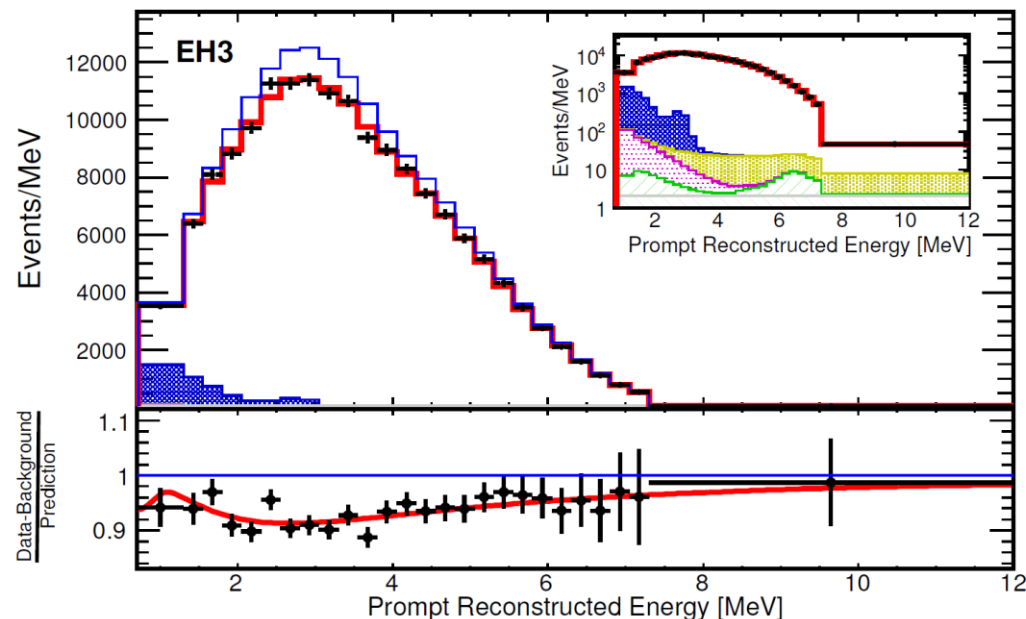 EH3
Events/MeV
12000
10000
8000
6000
4000
2000
Events/MeV
10⁴
10³
10²
10
1
2 4 6 8 10 12
Prompt Reconstructed Energy [MeV]
Data-Background
Prediction
1.1
1
0.9
2 4 6 8 10 12
Prompt Reconstructed Energy [MeV]